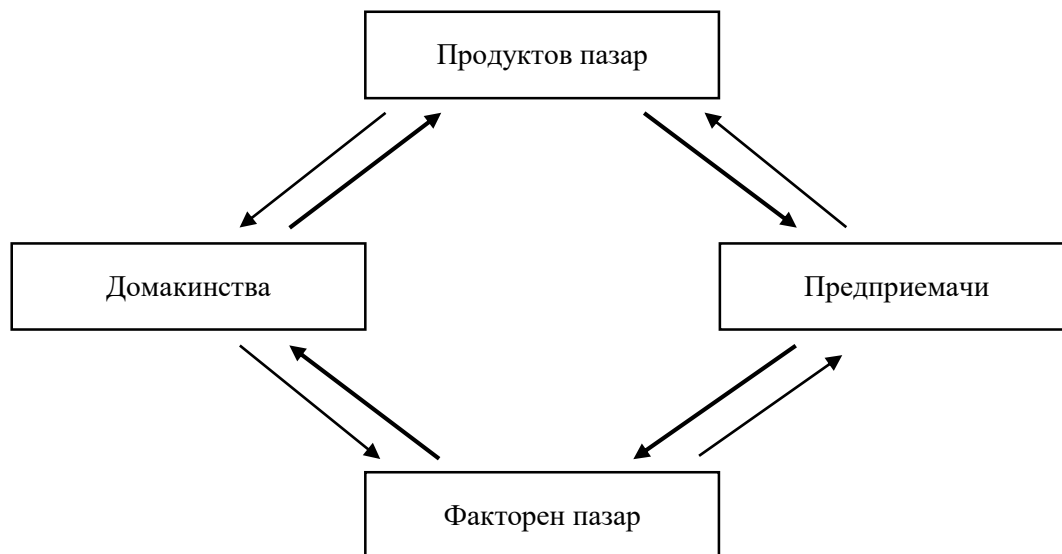 Продуктов пазар
Домакинства
Предприемачи
Факторен пазар